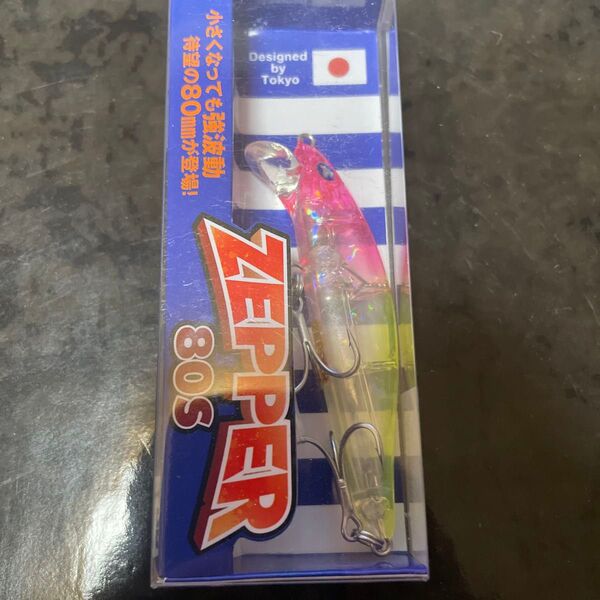 小さくなっても強波動
待望の80mmが登場!
Designed
by
Tokyo
ZEPPER
80S